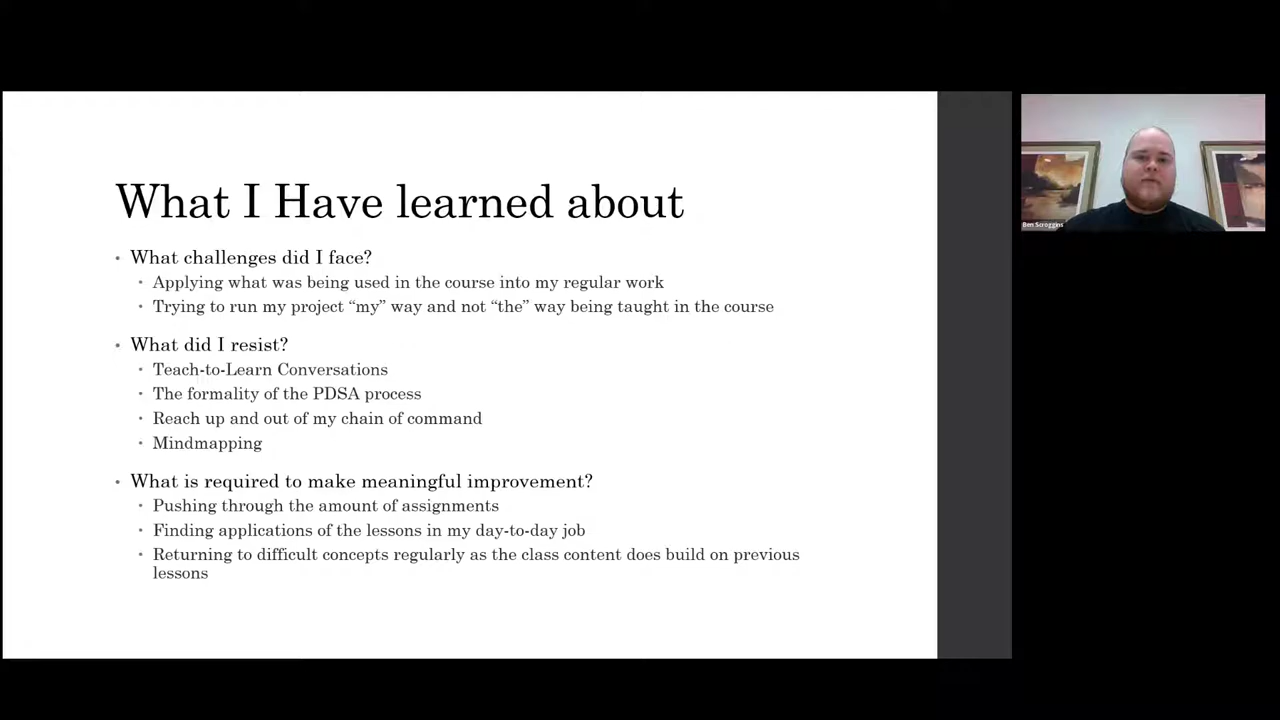 What I Have learned about
What challenges did I face?
Applying what was being used in the course into my regular work
Trying to run my project “my” way and not “the” way being taught in the course
What did I resist?
Teach-to-Learn Conversations
The formality of the PDSA process
Reach up and out of my chain of command
Mindmapping
What is required to make meaningful improvement?
Pushing through the amount of assignments
Finding applications of the lessons in my day-to-day job
Returning to difficult concepts regularly as the class content does build on previous
lessons
Ben Scroggins